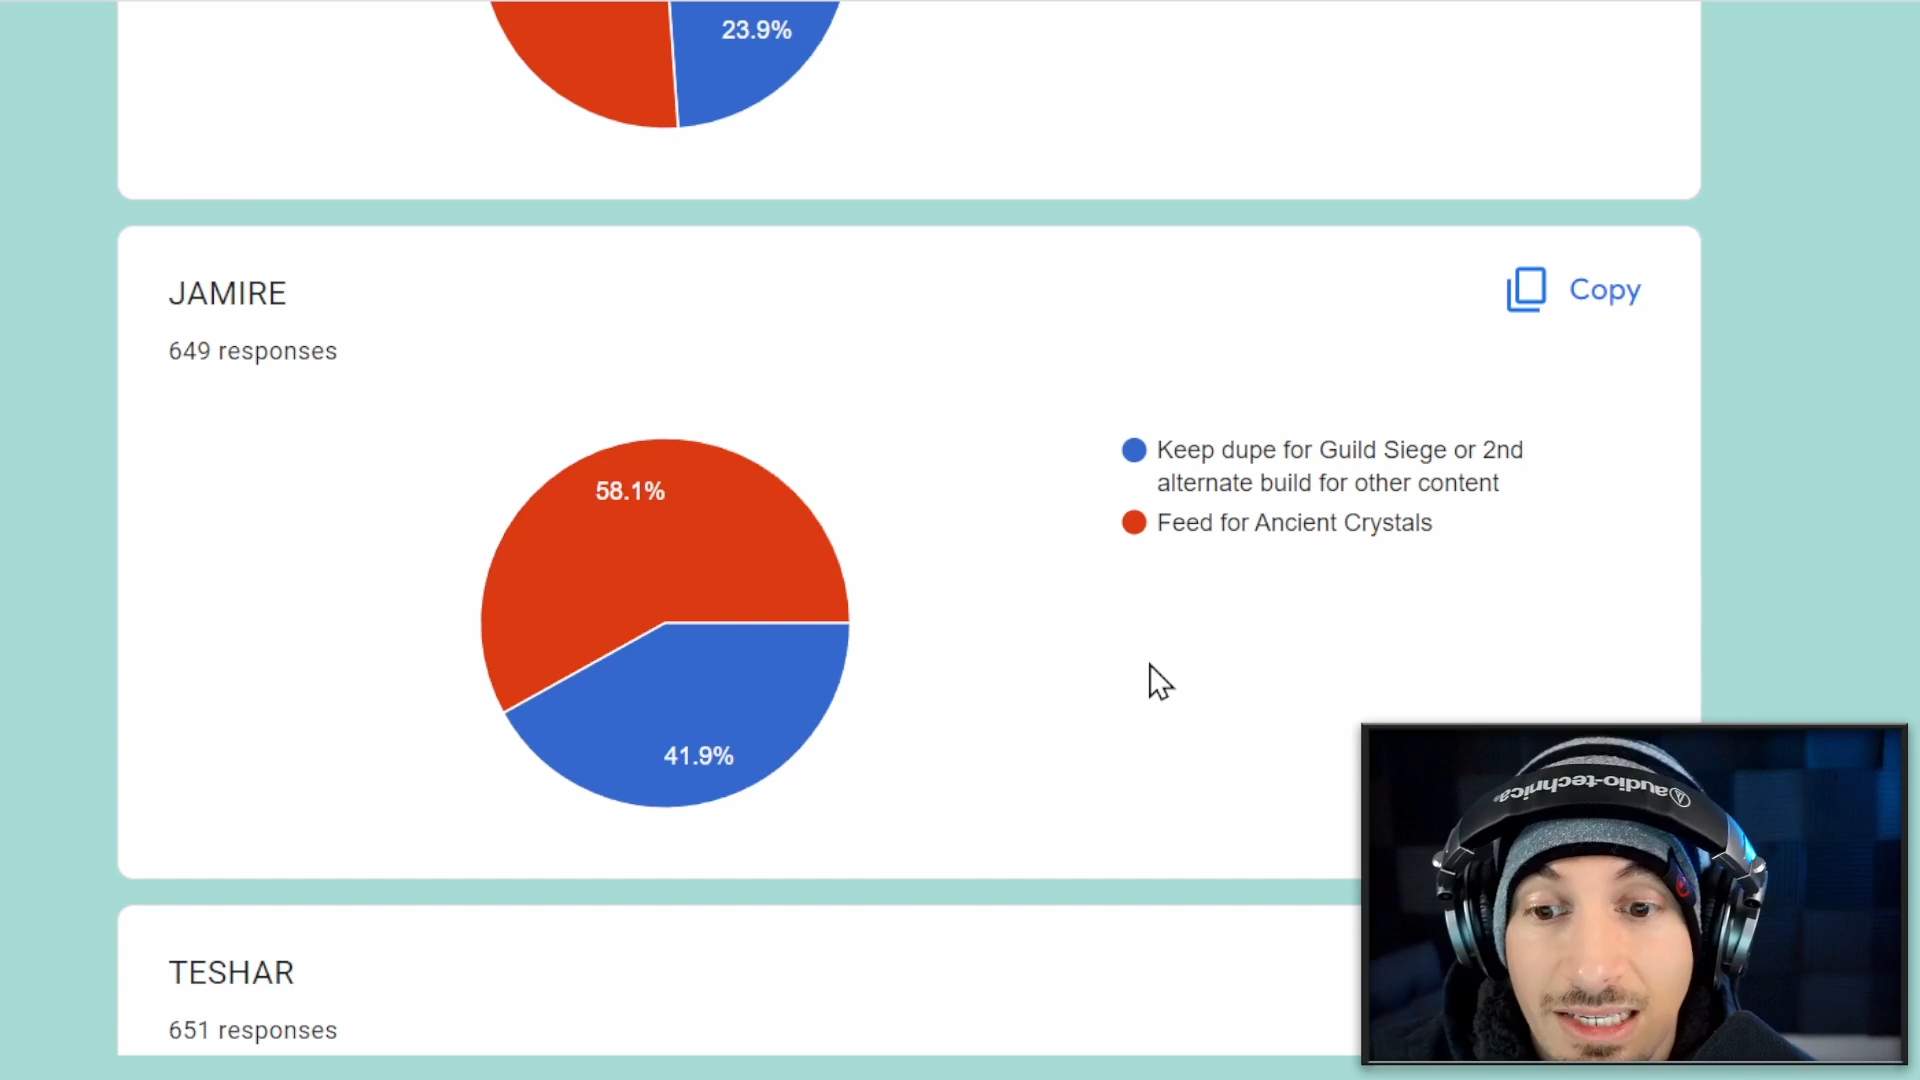 23.9%
JAMIRE
Copy
649 responses
58.1%
41.9%
Keep dupe for Guild Siege or 2nd
alternate build for other content
Feed for Ancient Crystals
audio-technica
TESHAR
651 responses